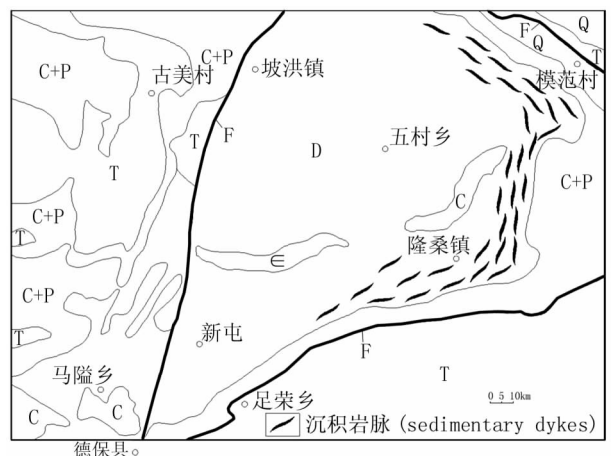 C+P
古美村
C+P
坡洪镇
F
Q
Q
T
模范村
T
T
F
D
五村乡
C+P
C+P
T
C
隆桑镇
∈
C+P
T
新屯
F
马隘乡
T
C
C
足荣乡
0 5 10km
沉积岩脉 (sedimentary dykes)
德保县